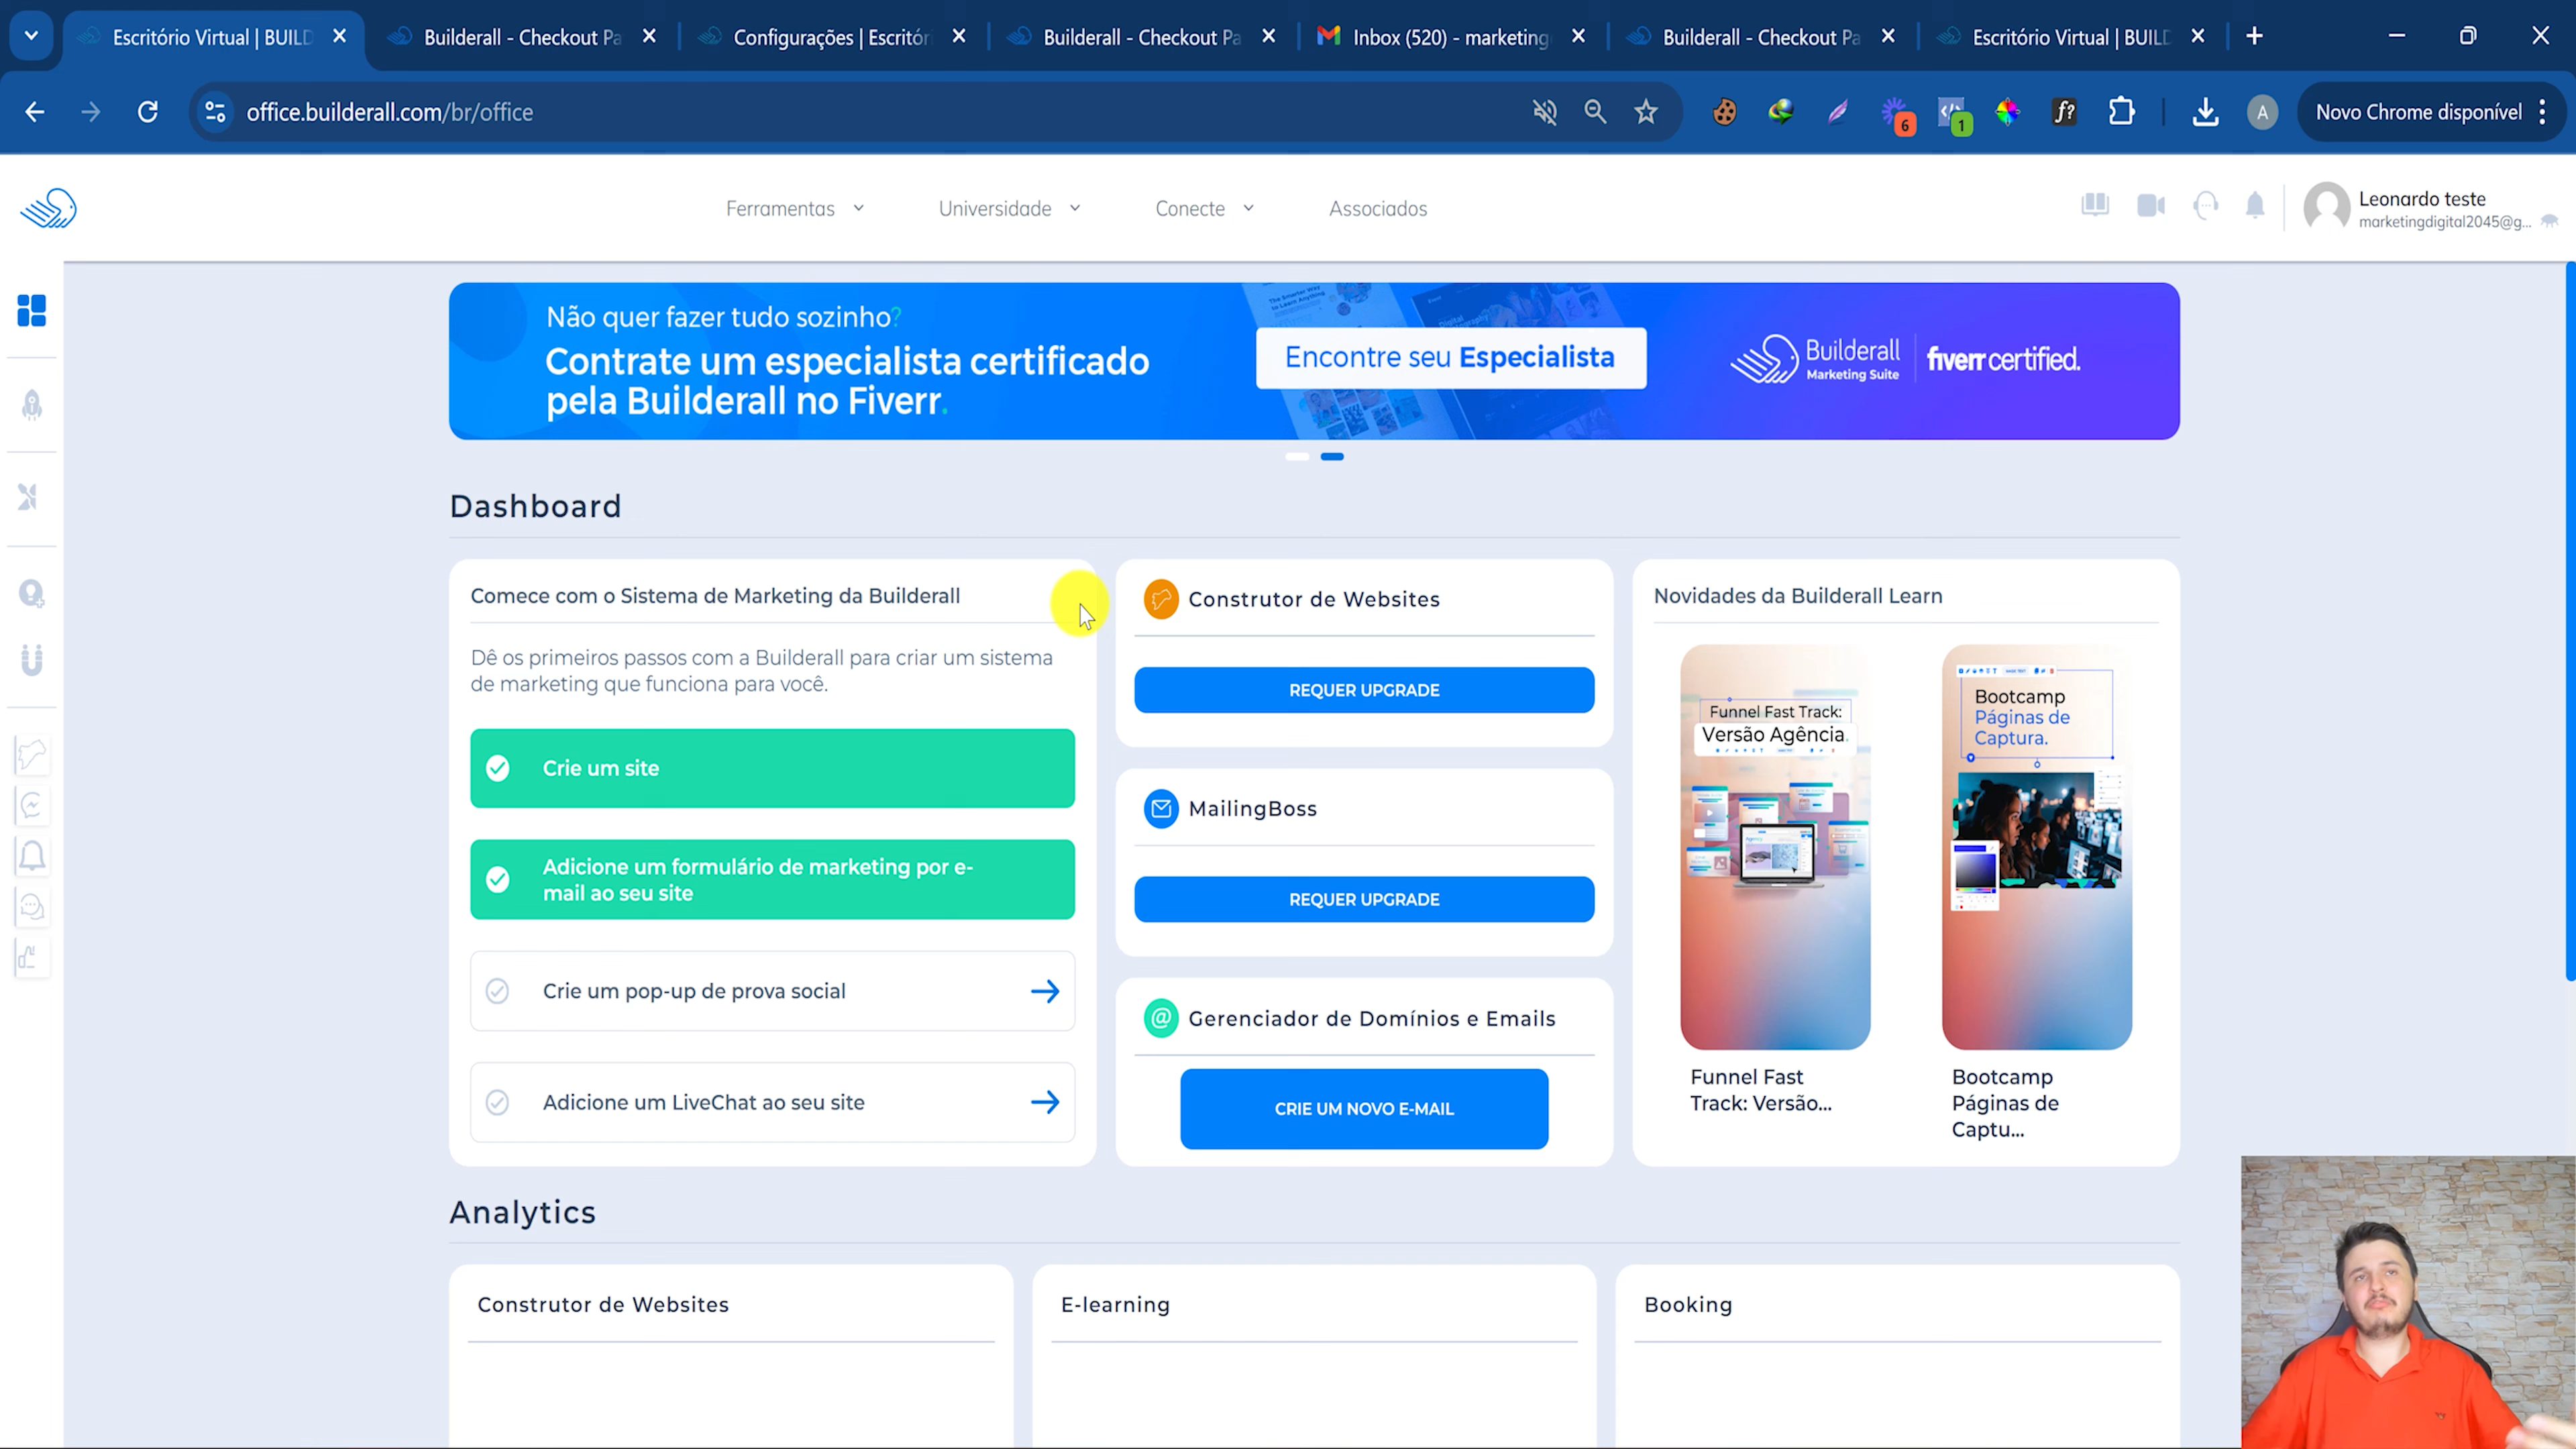 Escritório Virtual | BUILD
Builderall - Checkout Pa
Configurações | Escritóri
Builderall - Checkout Pa
Inbox (520) - marketing
Builderall - Checkout Pa
Escritório Virtual | BUILD
office.builderall.com/br/office
6
1
f?
A
Novo Chrome disponível
Ferramentas
Universidade
Conecte
Associados
Leonardo teste
marketingdigital2045@g...
Não quer fazer tudo sozinho?
Contrate um especialista certificado
pela Builderall no Fiverr.
Encontre seu Especialista
Builderall
Marketing Suite
fiverr certified.
Dashboard
Comece com o Sistema de Marketing da Builderall
Dê os primeiros passos com a Builderall para criar um sistema
de marketing que funciona para você.
Crie um site
Adicione um formulário de marketing por e-
mail ao seu site
Crie um pop-up de prova social
Adicione um LiveChat ao seu site
Construtor de Websites
REQUER UPGRADE
MailingBoss
REQUER UPGRADE
Gerenciador de Domínios e Emails
CRIE UM NOVO E-MAIL
Novidades da Builderall Learn
Funnel Fast Track:
Versão Agência.
Bootcamp
Páginas de
Captura.
Funnel Fast
Track: Versão...
Bootcamp
Páginas de
Captu...
Analytics
Construtor de Websites
E-learning
Booking